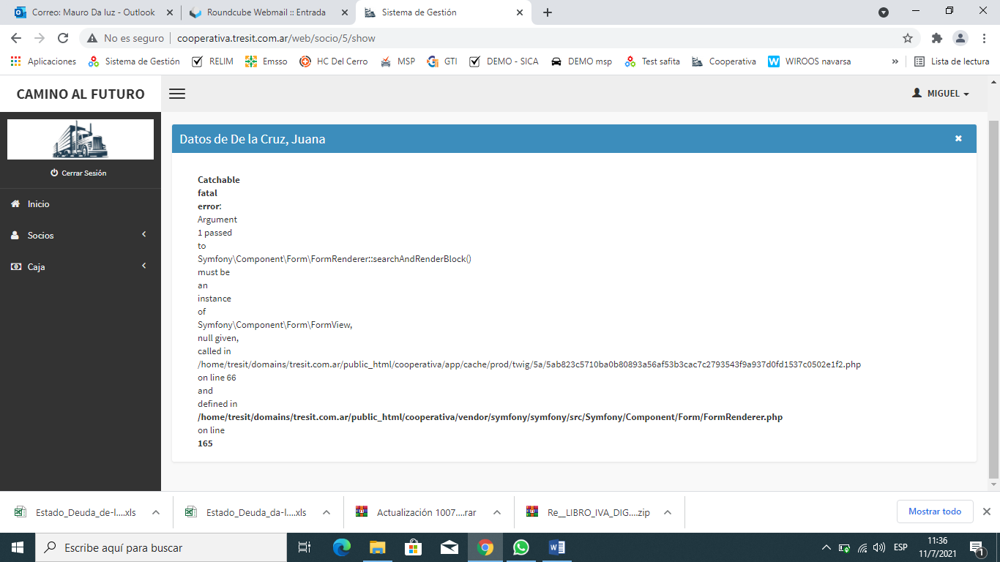 Correo: Mauro Da luz - Outlook
Roundcube Webmail :: Entrada
Sistema de Gestión
No es seguro
cooperativa.tresit.com.ar/web/socio/5/show
Aplicaciones
Sistema de Gestión
RELIM
Emsso
HC Del Cerro
MSP
GTI
DEMO - SICA
DEMO msp
Test safita
Cooperativa
WIROOS navarsa
»
Lista de lectura
CAMINO AL FUTURO
MIGUEL
Cerrar Sesión
Inicio
Socios
Caja
Datos de De la Cruz, Juana
Catchable
fatal
error:
Argument
1 passed
to
Symfony\Component\Form\FormRenderer::searchAndRenderBlock()
must be
an
instance
of
Symfony\Component\Form\FormView,
null given,
called in
/home/tresit/domains/tresit.com.ar/public_html/cooperativa/app/cache/prod/twig/5a/5ab823c5710ba0b80893a56af53b3cac7c2793543f9a937d0fd1537c0502e1f2.php
on line 66
and
defined in
/home/tresit/domains/tresit.com.ar/public_html/cooperativa/vendor/symfony/symfony/src/Symfony/Component/Form/FormRenderer.php
on line
165
Estado_Deuda_de-l....xls
Estado_Deuda_da-l....xls
Actualización 1007....rar
Re__LIBRO_IVA_DIG....zip
Mostrar todo
Escribe aquí para buscar
ESP
11:36
11/7/2021
1